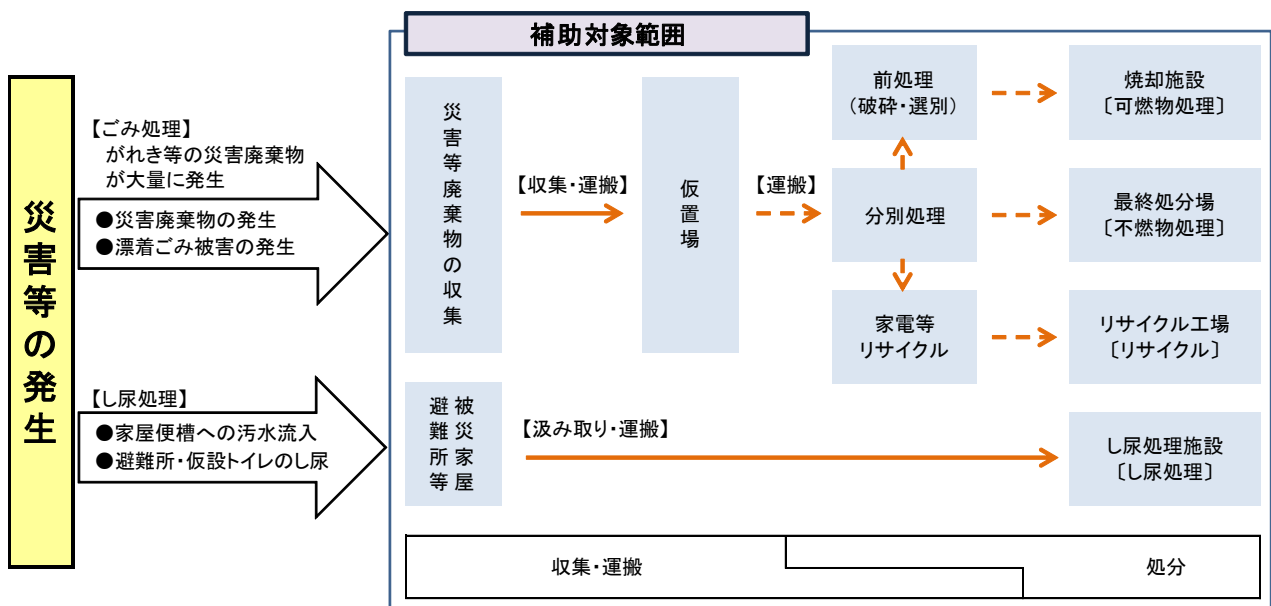 補助対象範囲
災害等の発生
【ごみ処理】
がれき等の災害廃棄物
が大量に発生
●災害廃棄物の発生
●漂着ごみ被害の発生
災害等廃棄物の収集
【収集・運搬】
仮置場
【運搬】
前処理
（破砕・選別）
焼却施設
〔可燃物処理〕
分別処理
最終処分場
〔不燃物処理〕
家電等
リサイクル
リサイクル工場
〔リサイクル〕
【し尿処理】
●家屋便槽への汚水流入
●避難所・仮設トイレのし尿
被災家屋
避難所等
【汲み取り・運搬】
し尿処理施設
〔し尿処理〕
収集・運搬
処分